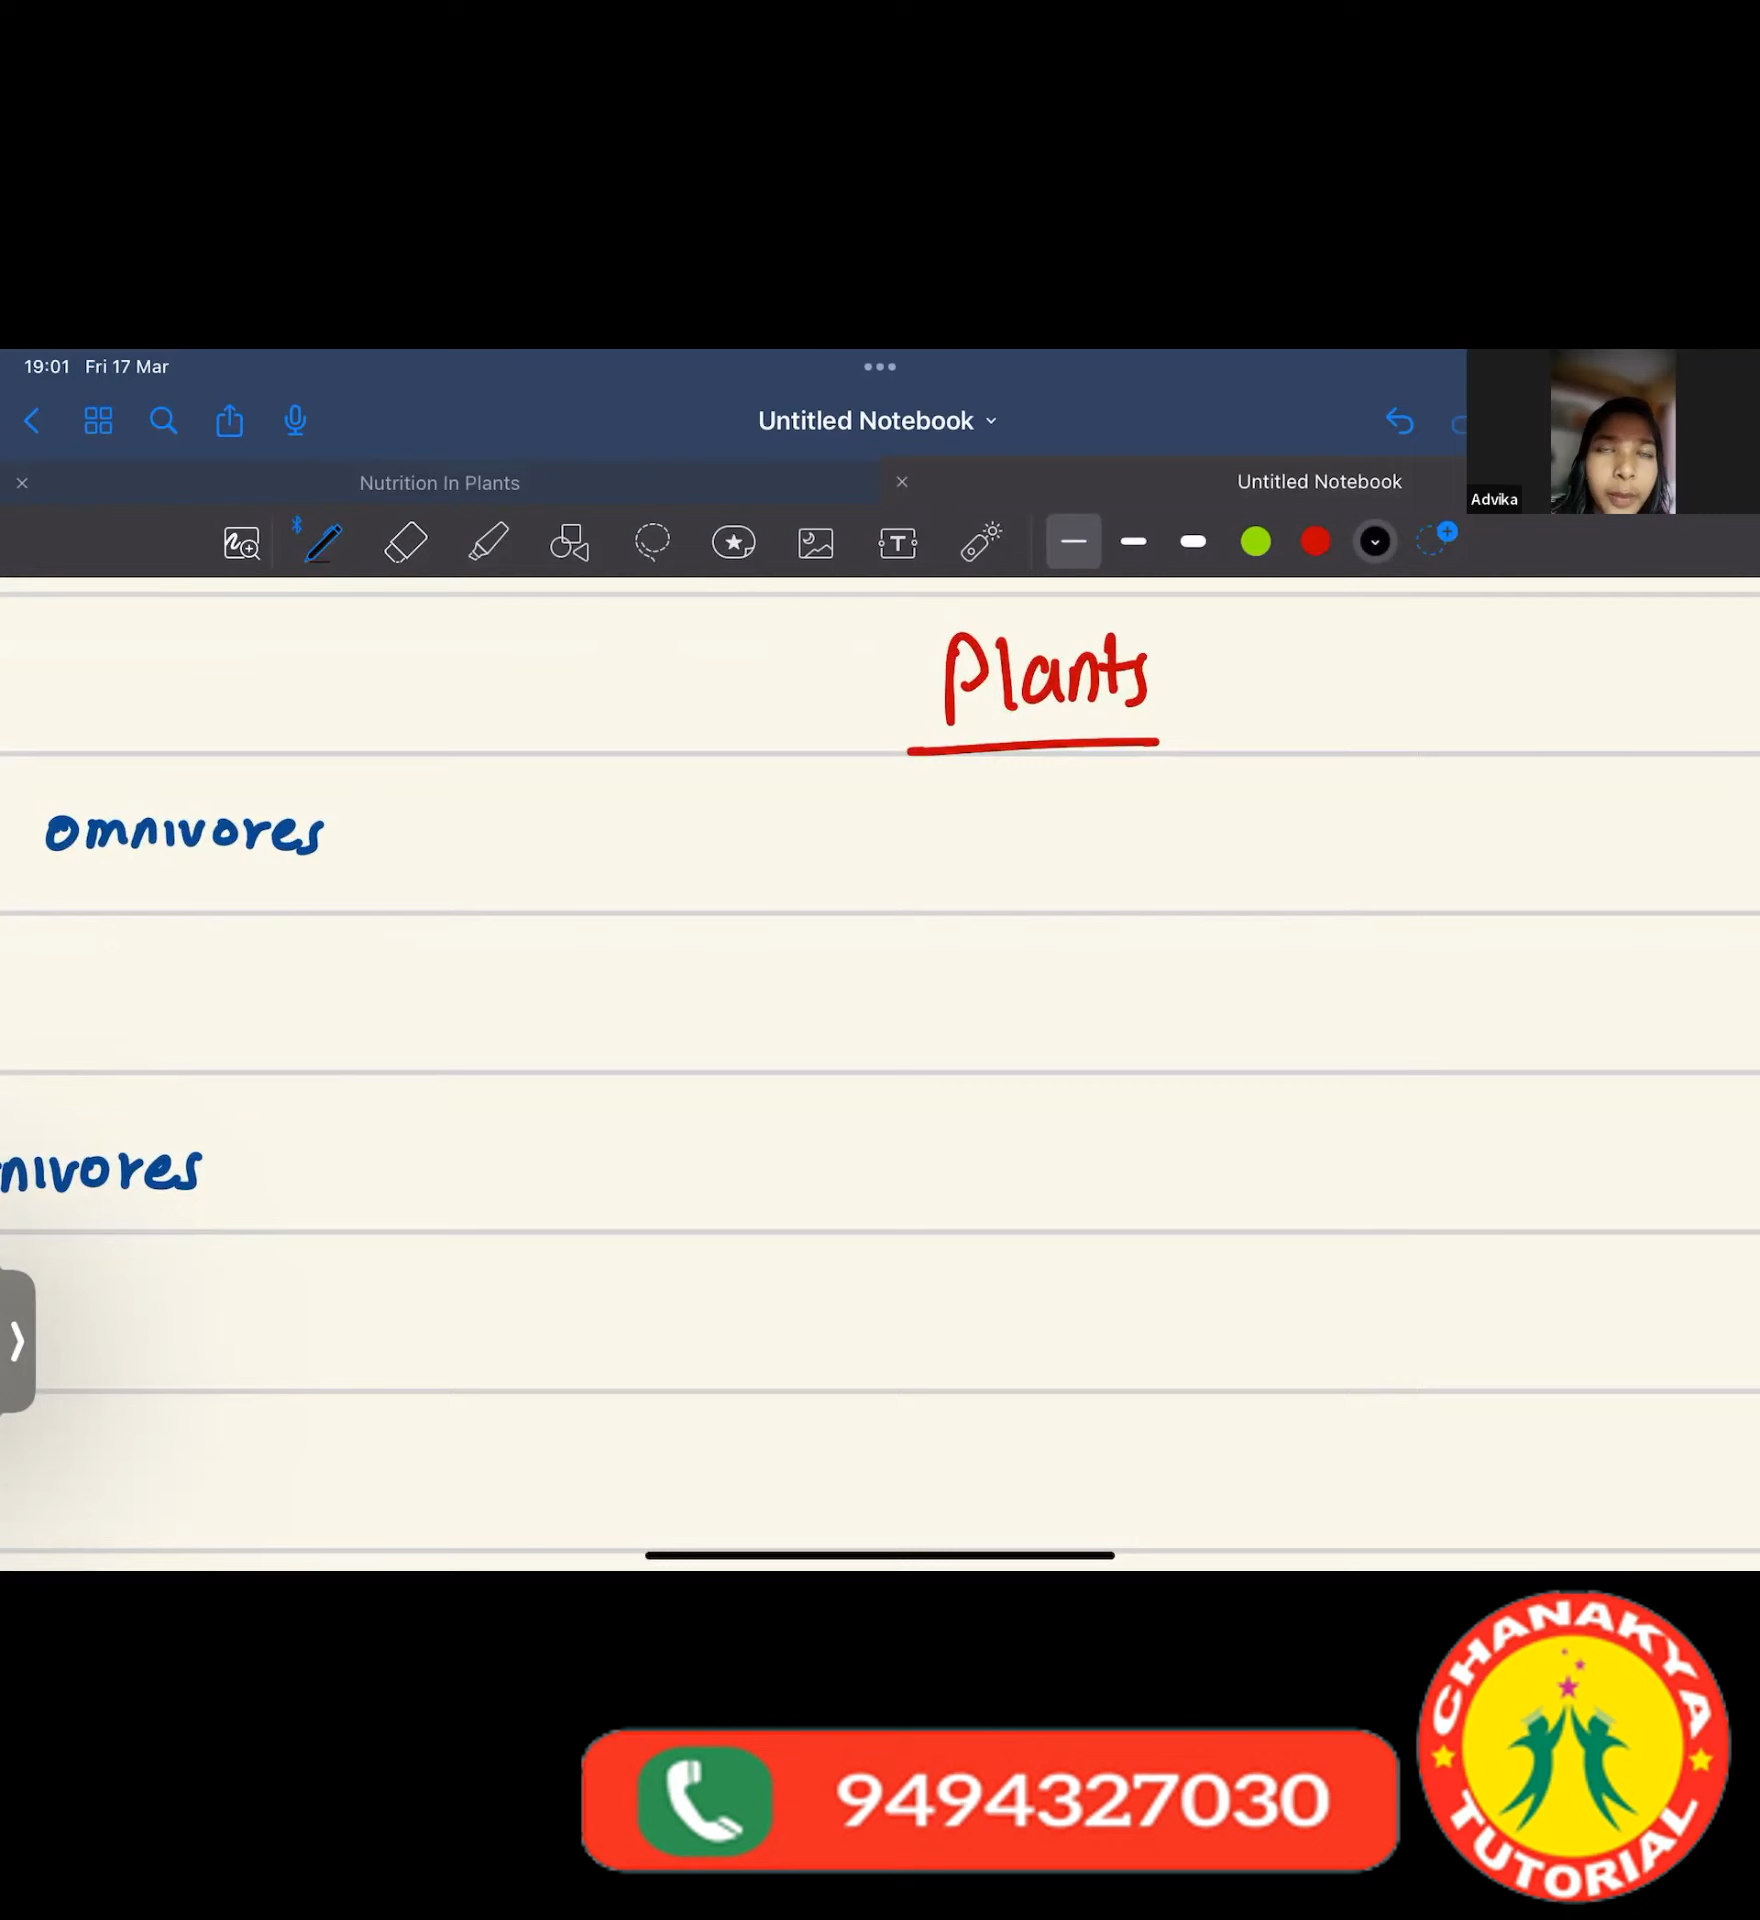 19:01 Fri 17 Mar
Untitled Notebook
Nutrition In Plants
Untitled Notebook
Advika
Plants
omnivores
nivores
9494327030
CHANAKYA
TUTORIAL